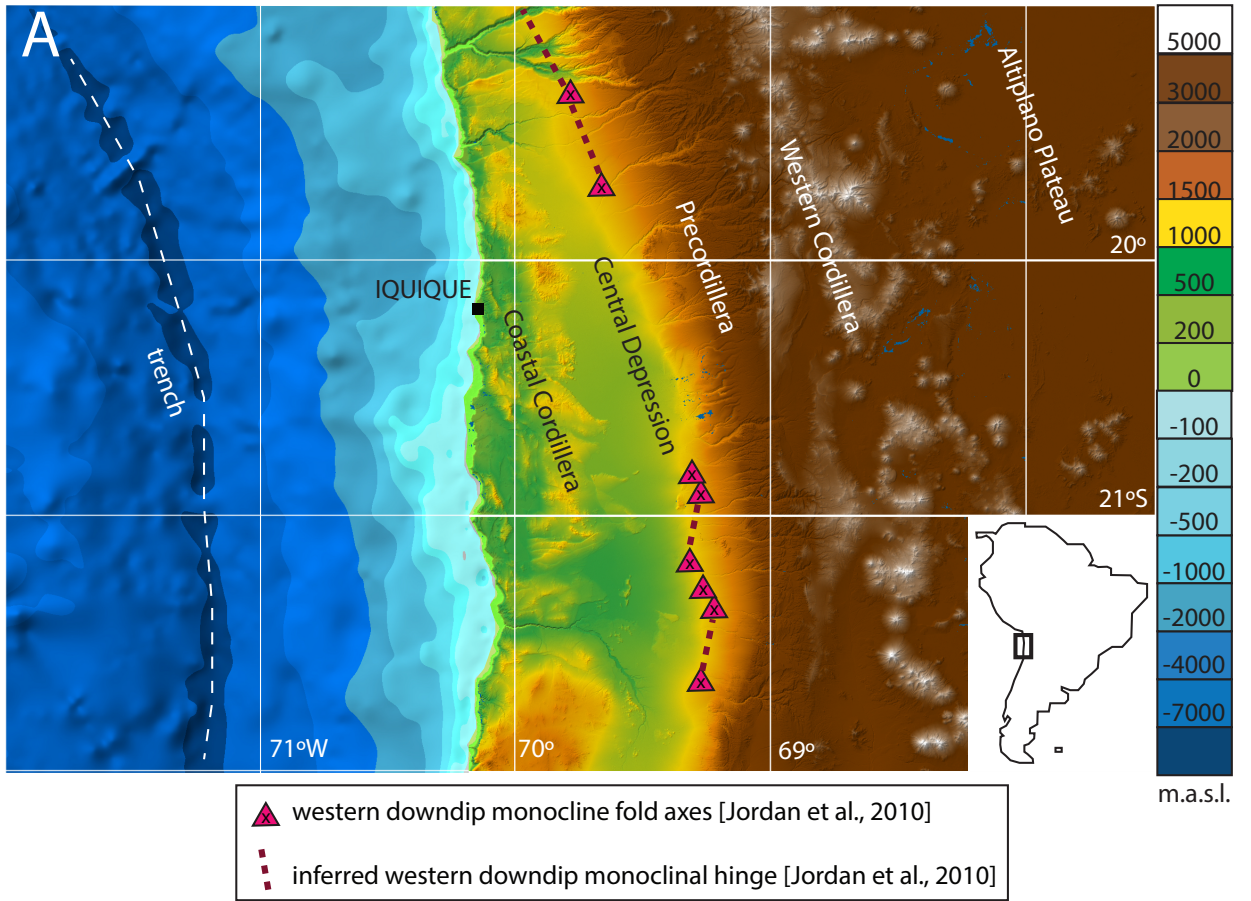 A
Altiplano Plateau
Western Cordillera
Precordillera
20º
IQUIQUE
Central Depression
Coastal Cordillera
trench
21ºS
71ºW
70º
69º
5000
3000
2000
1500
1000
500
200
0
-100
-200
-500
-1000
-2000
-4000
-7000
m.a.s.l.
x western downdip monocline fold axes [Jordan et al., 2010]
inferred western downdip monoclinal hinge [Jordan et al., 2010]